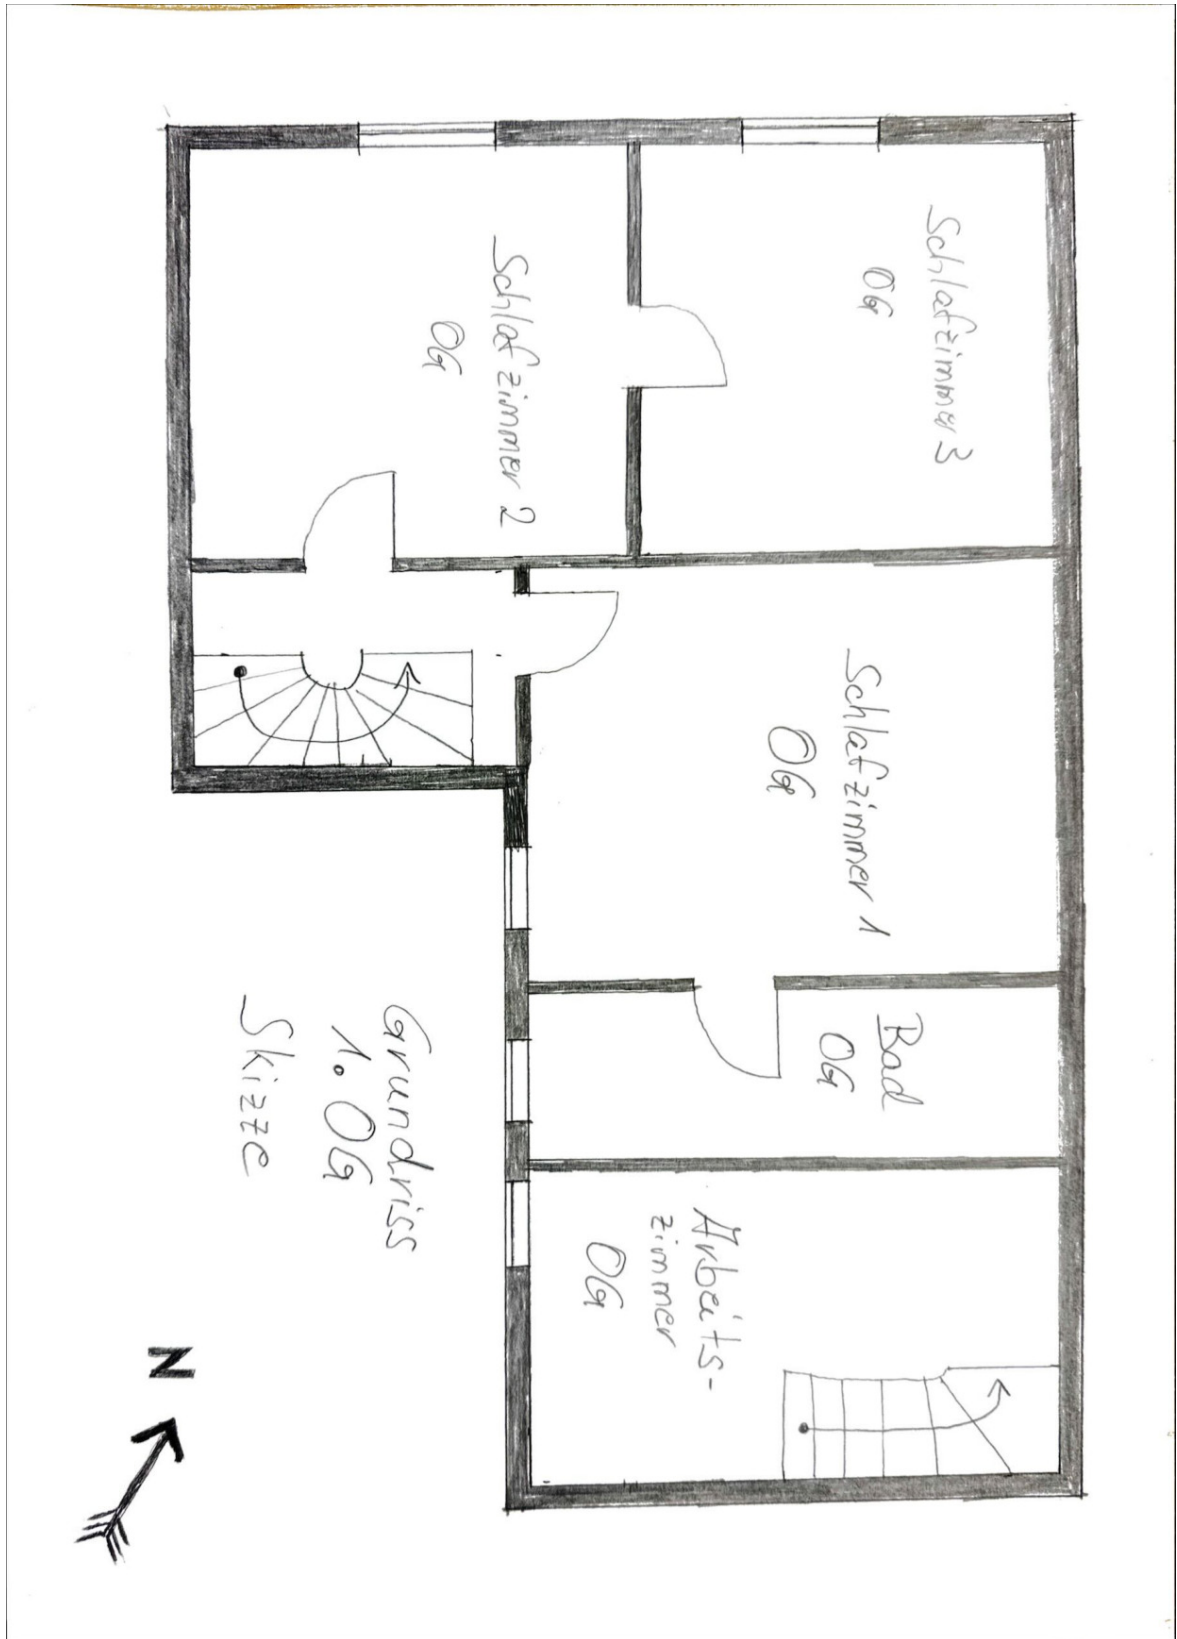 Schlafzimmer 3
OG
Schlafzimmer 2
OG
Schlafzimmer 1
OG
Bad
OG
Arbeits-
zimmer
OG
Grundriss
1. OG
Skizze
N